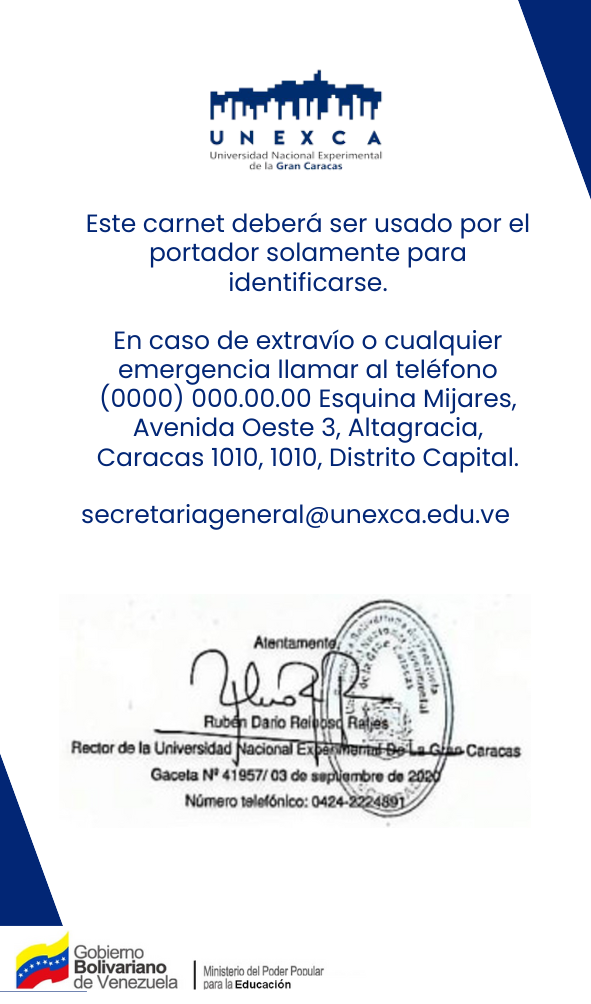 UNEXCA
Universidad Nacional Experimental
de la Gran Caracas
Este carnet deberá ser usado por el
portador solamente para
identificarse.
En caso de extravío o cualquier
emergencia llamar al teléfono
(0000) 000.00.00 Esquina Mijares,
Avenida Oeste 3, Altagracia,
Caracas 1010, 1010, Distrito Capital.
secretariageneral@unexca.edu.ve
Atentamente,
Rubén Dario Reinoso Ratjes
Rector de la Universidad Nacional Experimental De La Gran Caracas
Gaceta Nº 41957/ 03 de septiembre de 2020
Número telefónico: 0424-2224891
Gobierno
Bolivariano
de Venezuela
Ministerio del Poder Popular
para la Educación